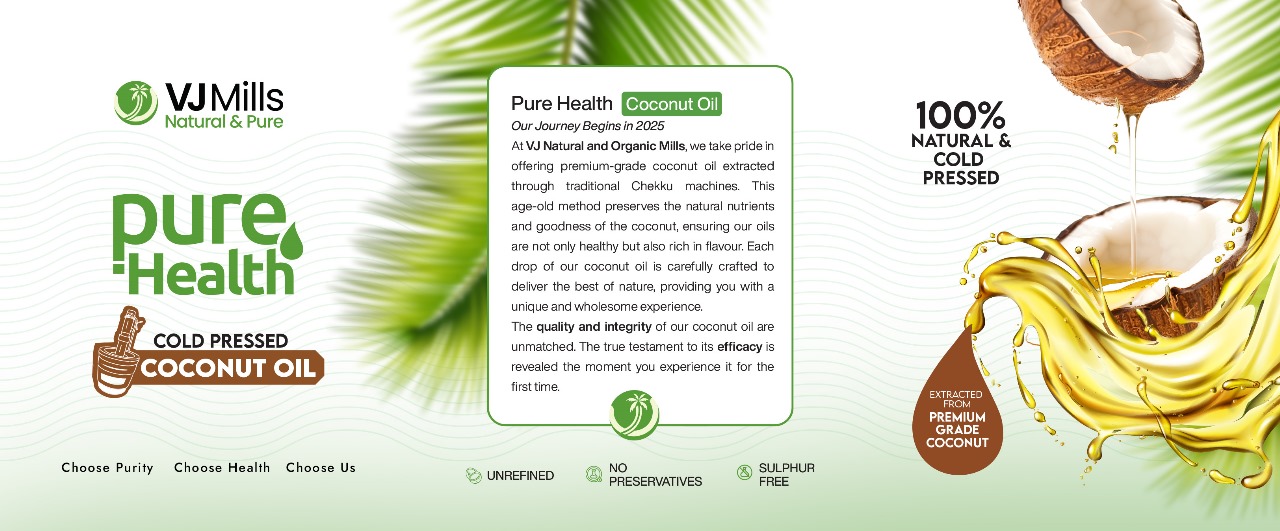 VJMills
Natural & Pure
pure
Health
COLD PRESSED
COCONUT OIL
Choose Purity Choose Health Choose Us
Pure Health Coconut Oil
Our Journey Begins in 2025
At VJ Natural and Organic Mills, we take pride in
offering premium-grade coconut oil extracted
through traditional Chekku machines. This
age-old method preserves the natural nutrients
and goodness of the coconut, ensuring our oils
are not only healthy but also rich in flavour. Each
drop of our coconut oil is carefully crafted to
deliver the best of nature, providing you with a
unique and wholesome experience.
The quality and integrity of our coconut oil are
unmatched. The true testament to its efficacy is
revealed the moment you experience it for the
first time.
UNREFINED
NO
PRESERVATIVES
SULPHUR
FREE
100%
NATURAL &
COLD
PRESSED
EXTRACTED
FROM
PREMIUM
GRADE
COCONUT